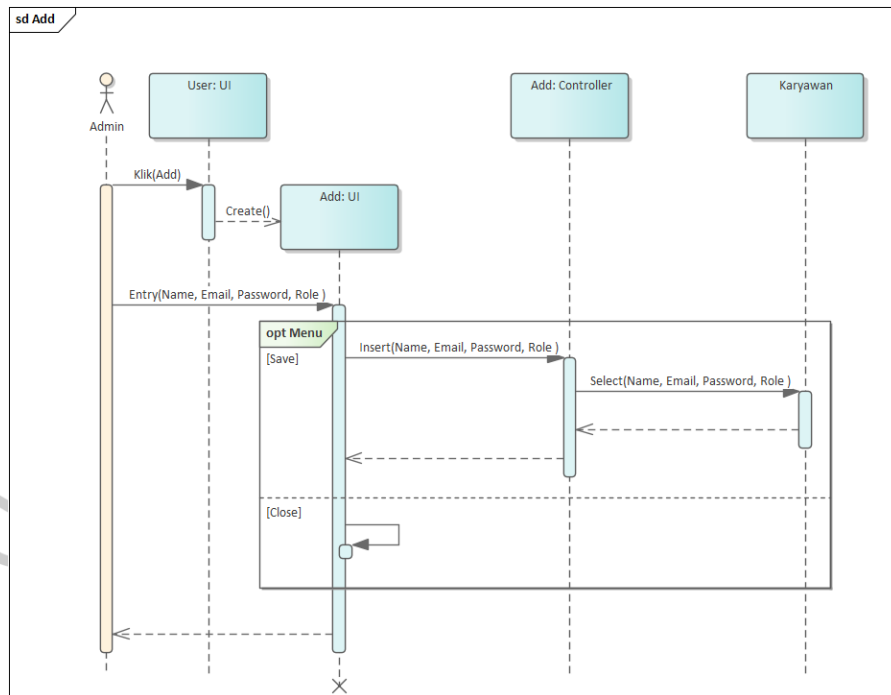 sd Add
User: UI
Add: Controller
Karyawan
Admin
Klik(Add)
Create()
Add: UI
Entry(Name, Email, Password, Role )
opt Menu
[Save]
Insert(Name, Email, Password, Role )
Select(Name, Email, Password, Role )
[Close]